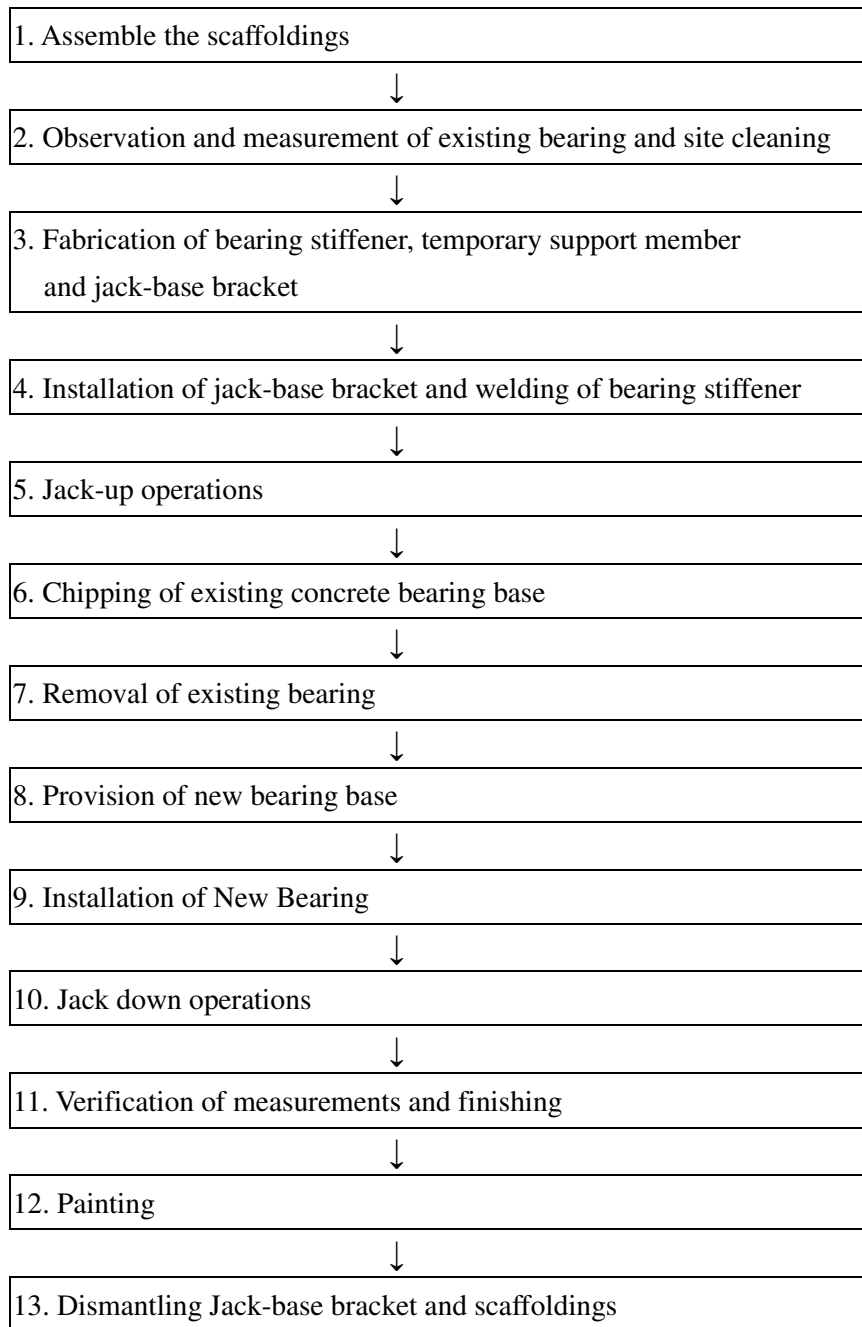 1. Assemble the scaffoldings
↓
2. Observation and measurement of existing bearing and site cleaning
↓
3. Fabrication of bearing stiffener, temporary support member
and jack-base bracket
↓
4. Installation of jack-base bracket and welding of bearing stiffener
↓
5. Jack-up operations
↓
6. Chipping of existing concrete bearing base
↓
7. Removal of existing bearing
↓
8. Provision of new bearing base
↓
9. Installation of New Bearing
↓
10. Jack down operations
↓
11. Verification of measurements and finishing
↓
12. Painting
↓
13. Dismantling Jack-base bracket and scaffoldings